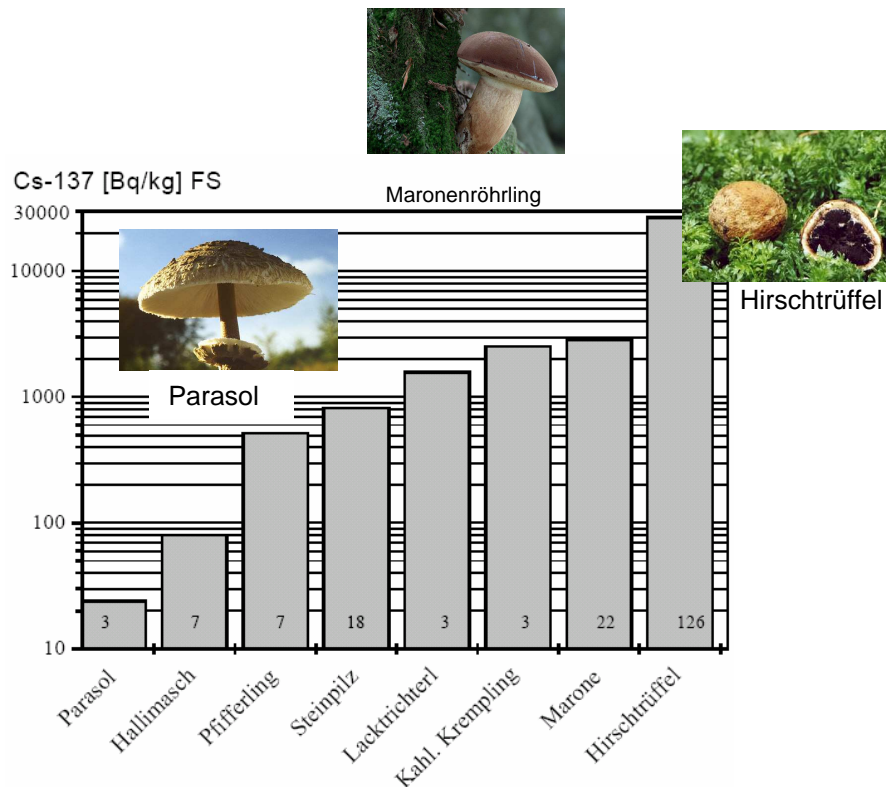 Cs-137 [Bq/kg] FS
Maronenröhrling
30000
10000
1000
100
10
Parasol
Hirschtrüffel
3
7
7
18
3
3
22
126
Parasol
Hallimasch
Pfifferling
Steinpilz
Lacktrichterl
Kahl. Krempling
Marone
Hirschtrüffel